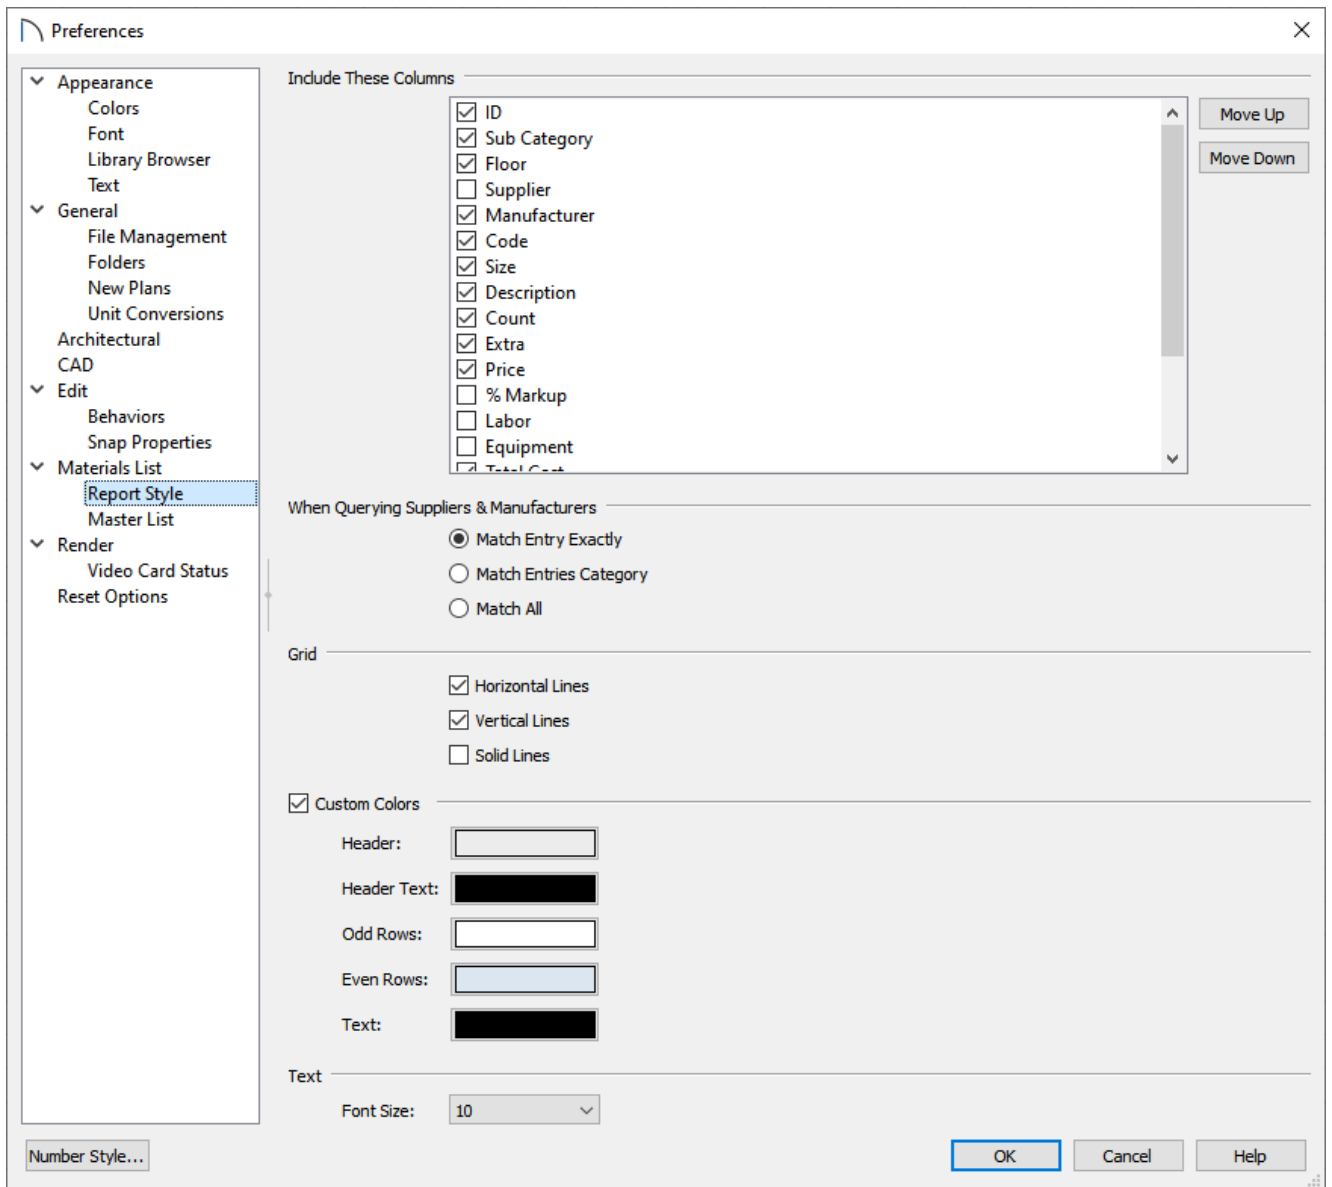 Preferences
Appearance
Colors
Font
Library Browser
Text
General
File Management
Folders
New Plans
Unit Conversions
Architectural
CAD
Edit
Behaviors
Snap Properties
Materials List
Report Style
Master List
Render
Video Card Status
Reset Options
Include These Columns
ID
Sub Category
Floor
Supplier
Manufacturer
Code
Size
Description
Count
Extra
Price
% Markup
Labor
Equipment
Total Cost
Move Up
Move Down
When Querying Suppliers & Manufacturers
Match Entry Exactly
Match Entries Category
Match All
Grid
Horizontal Lines
Vertical Lines
Solid Lines
Custom Colors
Header:
Header Text:
Odd Rows:
Even Rows:
Text:
Text
Font Size: 10
Number Style...
OK
Cancel
Help